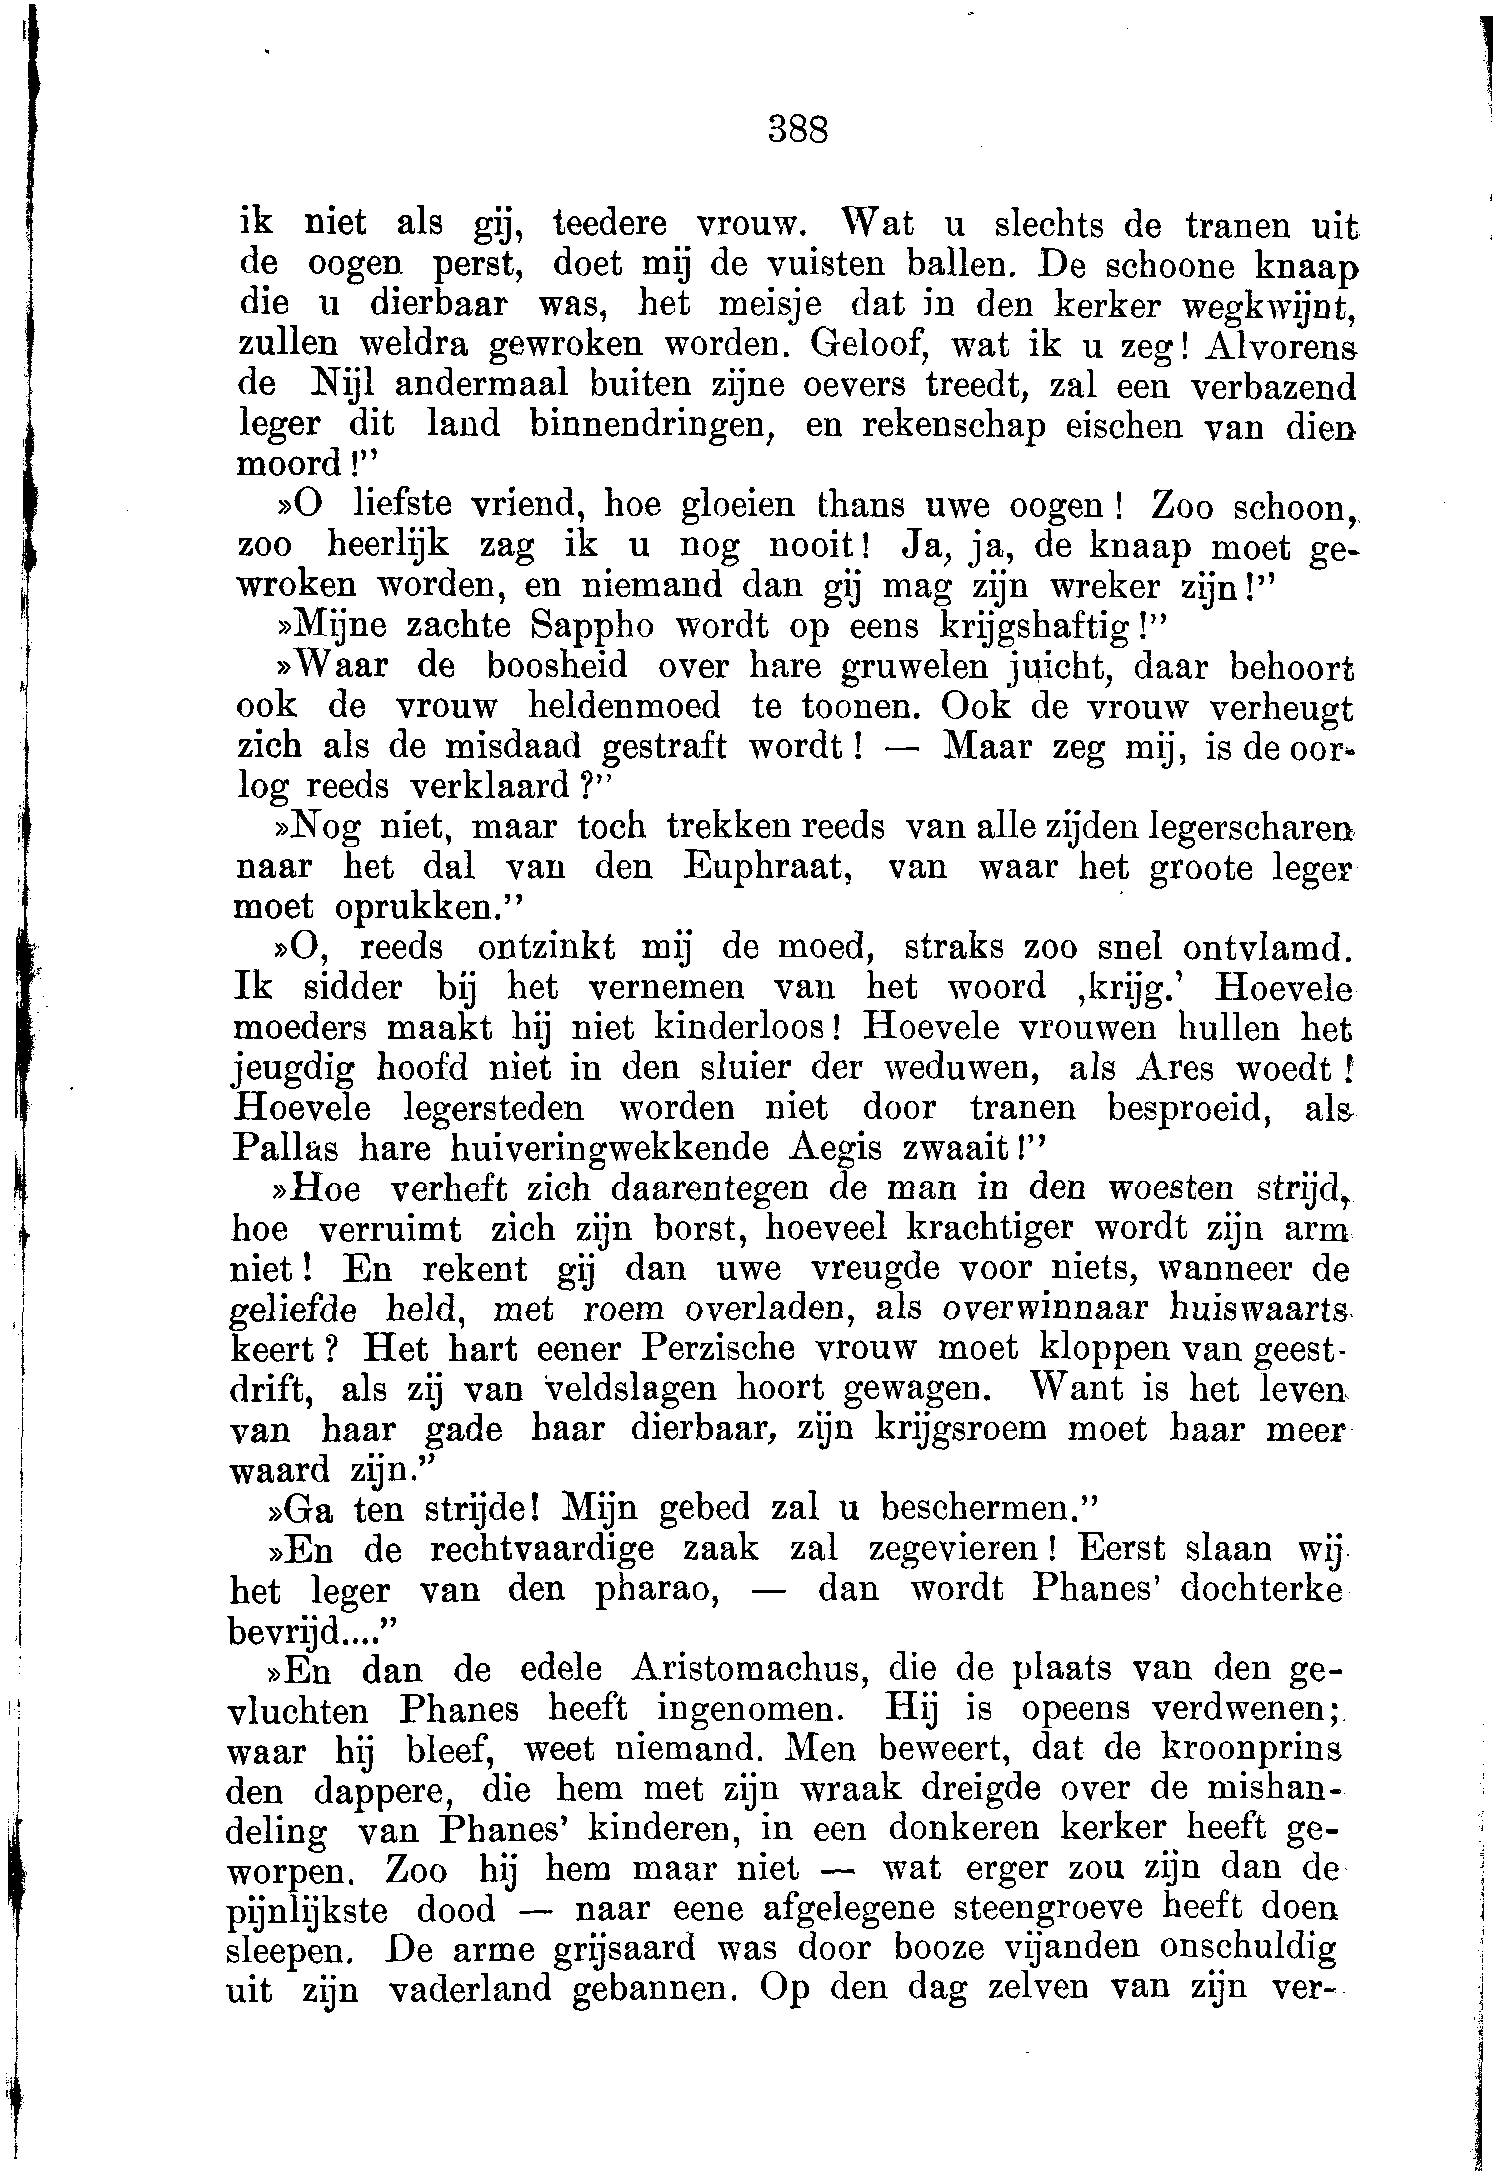 388
ik niet als gij, teedere vrouw. Wat u slechts de tranen uit
de oogen perst, doet mij de vuisten ballen. De schoone knaap
die u dierbaar was, het meisje dat in den kerker wegkwijnt,
zullen weldra gewroken worden. Geloof, wat ik u zeg! Alvorens
de Nijl andermaal buiten zijne oevers treedt, zal een verbazend
leger dit land binnendringen, en rekenschap eischen van dien
moord!”
»O liefste vriend, hoe gloeien thans uwe oogen! Zoo schoon,
zoo heerlijk zag ik u nog nooit! Ja, ja, de knaap moet ge-
wroken worden, en niemand dan gij mag zijn wreker zijn!”
»Mijne zachte Sappho wordt op eens krijgshaftig!”
»Waar de boosheid over hare gruwelen juicht, daar behoort
ook de vrouw heldenmoed te toonen. Ook de vrouw verheugt
zich als de misdaad gestraft wordt! — Maar zeg mij, is de oor-
log reeds verklaard?”
»Nog niet, maar toch trekken reeds van alle zijden legerscharen
naar het dal van den Euphraat, van waar het groote leger
moet oprukken.”
»O, reeds ontzinkt mij de moed, straks zoo snel ontvlamd.
Ik sidder bij het vernemen van het woord ‚krijg.’ Hoevele
moeders maakt hij niet kinderloos! Hoevele vrouwen hullen het
jeugdig hoofd niet in den sluier der weduwen, als Ares woedt!
Hoevele legersteden worden niet door tranen besproeid, als
Pallas hare huiveringwekkende Aegis zwaait!”
»Hoe verheft zich daarentegen de man in den woesten strijd,
hoe verruimt zich zijn borst, hoeveel krachtiger wordt zijn arm
niet! En rekent gij dan uwe vreugde voor niets, wanneer de
geliefde held, met roem overladen, als overwinnaar huiswaarts
keert? Het hart eener Perzische vrouw moet kloppen van geest-
drift, als zij van veldslagen hoort gewagen. Want is het leven
van haar gade haar dierbaar, zijn krijgsroem moet haar meer
waard zijn.”
»Ga ten strijde! Mijn gebed zal u beschermen.”
»En de rechtvaardige zaak zal zegevieren! Eerst slaan wij
het leger van den pharao, — dan wordt Phanes’ dochterke
bevrijd....”
»En dan de edele Aristomachus, die de plaats van den ge-
vluchten Phanes heeft ingenomen. Hij is opeens verdwenen;
waar hij bleef, weet niemand. Men beweert, dat de kroonprins
den dappere, die hem met zijn wraak dreigde over de mishan-
deling van Phanes’ kinderen, in een donkeren kerker heeft ge-
worpen. Zoo hij hem maar niet — wat erger zou zijn dan de
pijnlijkste dood — naar eene afgelegene steengroeve heeft doen
sleepen. De arme grijsaard was door booze vijanden onschuldig
uit zijn vaderland gebannen. Op den dag zelven van zijn ver-